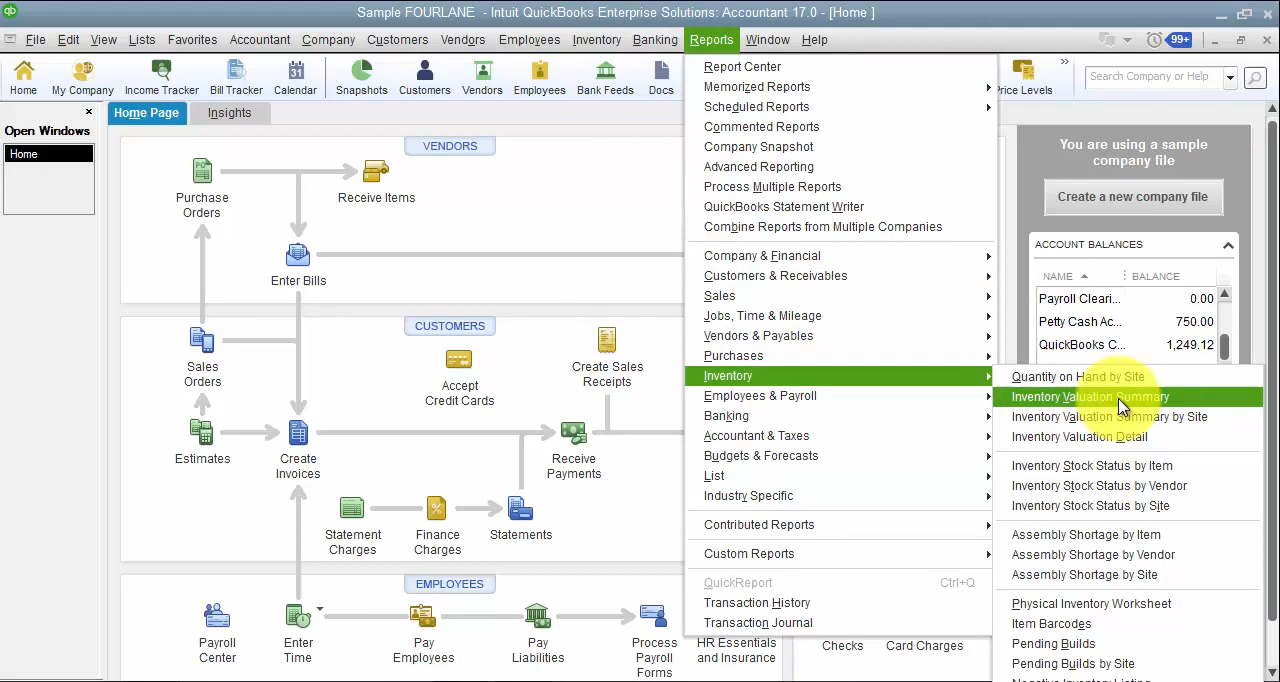 Sample FOURLANE - Intuit QuickBooks Enterprise Solutions: Accountant 17.0 - [Home ]
File Edit View Lists Favorites Accountant Company Customers Vendors Employees Inventory Banking Reports Window Help
99+
Home My Company Income Tracker Bill Tracker Calendar Snapshots Customers Vendors Employees Bank Feeds Docs Price Levels
Search Company or Help
Home Page Insights
Open Windows
Home
VENDORS
Purchase
Orders
Receive Items
Enter Bills
CUSTOMERS
Sales
Orders
Accept
Credit Cards
Create Sales
Receipts
Estimates
Create
Invoices
Receive
Payments
Statement
Charges
Finance
Charges
Statements
EMPLOYEES
Payroll
Center
Enter
Time
Pay
Employees
Pay
Liabilities
Process
Payroll
Forms
HR Essentials
and Insurance
Checks
Card Charges
Report Center
Memorized Reports
Scheduled Reports
Commented Reports
Company Snapshot
Advanced Reporting
Process Multiple Reports
QuickBooks Statement Writer
Combine Reports from Multiple Companies
Company & Financial
Customers & Receivables
Sales
Jobs, Time & Mileage
Vendors & Payables
Purchases
Inventory
Employees & Payroll
Banking
Accountant & Taxes
Budgets & Forecasts
List
Industry Specific
Contributed Reports
Custom Reports
QuickReport Ctrl+Q
Transaction History
Transaction Journal
You are using a sample
company file
Create a new company file
ACCOUNT BALANCES
NAME BALANCE
Payroll Cleari... 0.00
Petty Cash Ac... 750.00
QuickBooks C... 1,249.12
Quantity on Hand by Site
Inventory Valuation Summary
Inventory Valuation Summary by Site
Inventory Valuation Detail
Inventory Stock Status by Item
Inventory Stock Status by Vendor
Inventory Stock Status by Site
Assembly Shortage by Item
Assembly Shortage by Vendor
Assembly Shortage by Site
Physical Inventory Worksheet
Item Barcodes
Pending Builds
Pending Builds by Site
Negative Inventory Listing